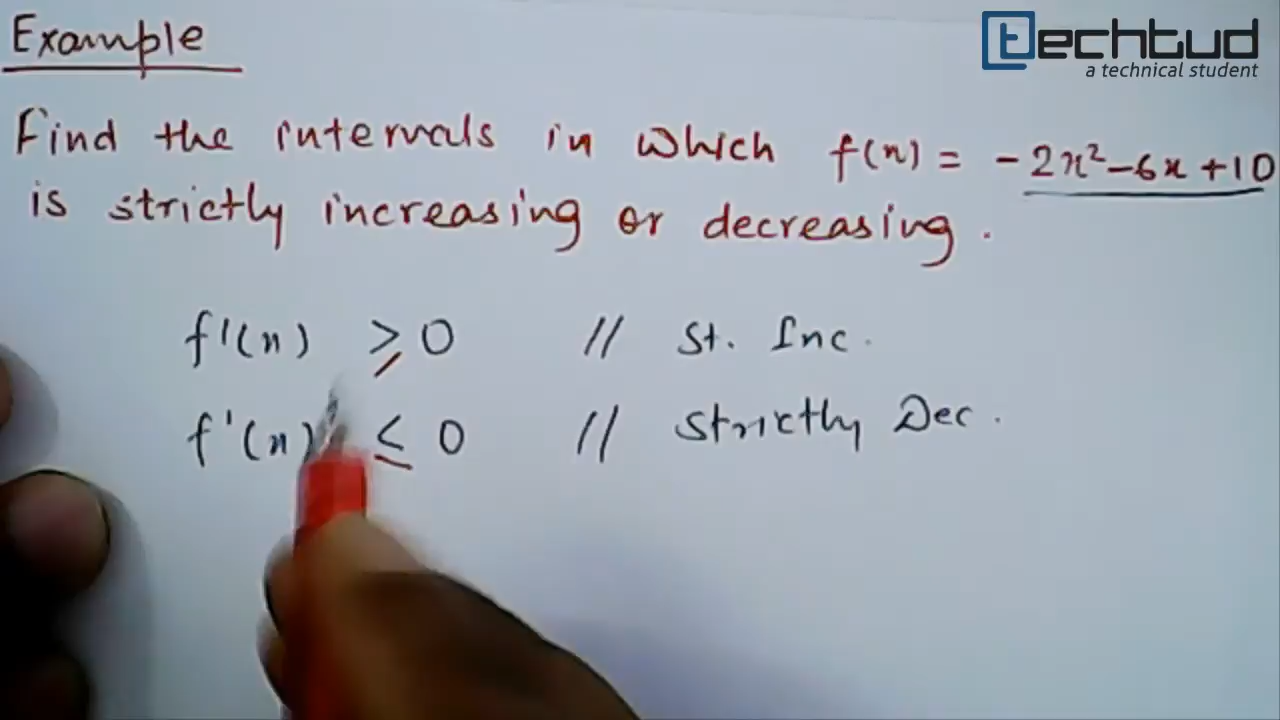 Example
techtud
a technical student
Find the intervals in which f(x) = -2x²-6x+10
is strictly increasing or decreasing.
f'(x) ≥ 0 // St. Inc.
f'(x) ≤ 0 // Strictly Dec.